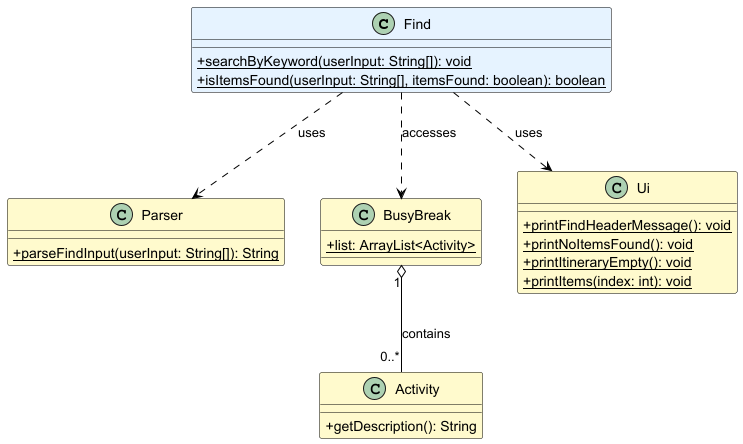 C Find
+searchByKeyword(userInput: String[]): void
+isItemsFound(userInput: String[], itemsFound: boolean): boolean
uses
accesses
uses
C Parser
+parseFindInput(userInput: String[]): String
C BusyBreak
+list: ArrayList<Activity>
C Ui
+printFindHeaderMessage(): void
+printNoItemsFound(): void
+printItineraryEmpty(): void
+printItems(index: int): void
1
contains
0..*
C Activity
+getDescription(): String